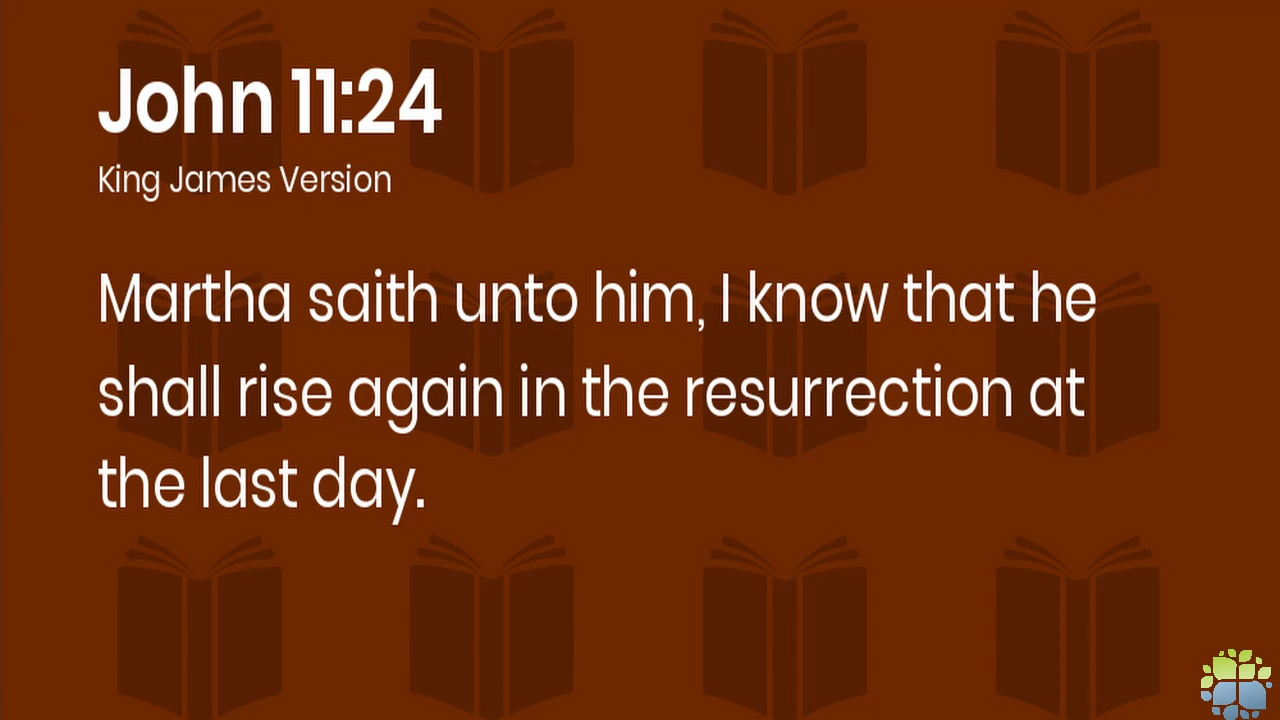 John 11:24
King James Version
Martha saith unto him, I know that he
shall rise again in the resurrection at
the last day.